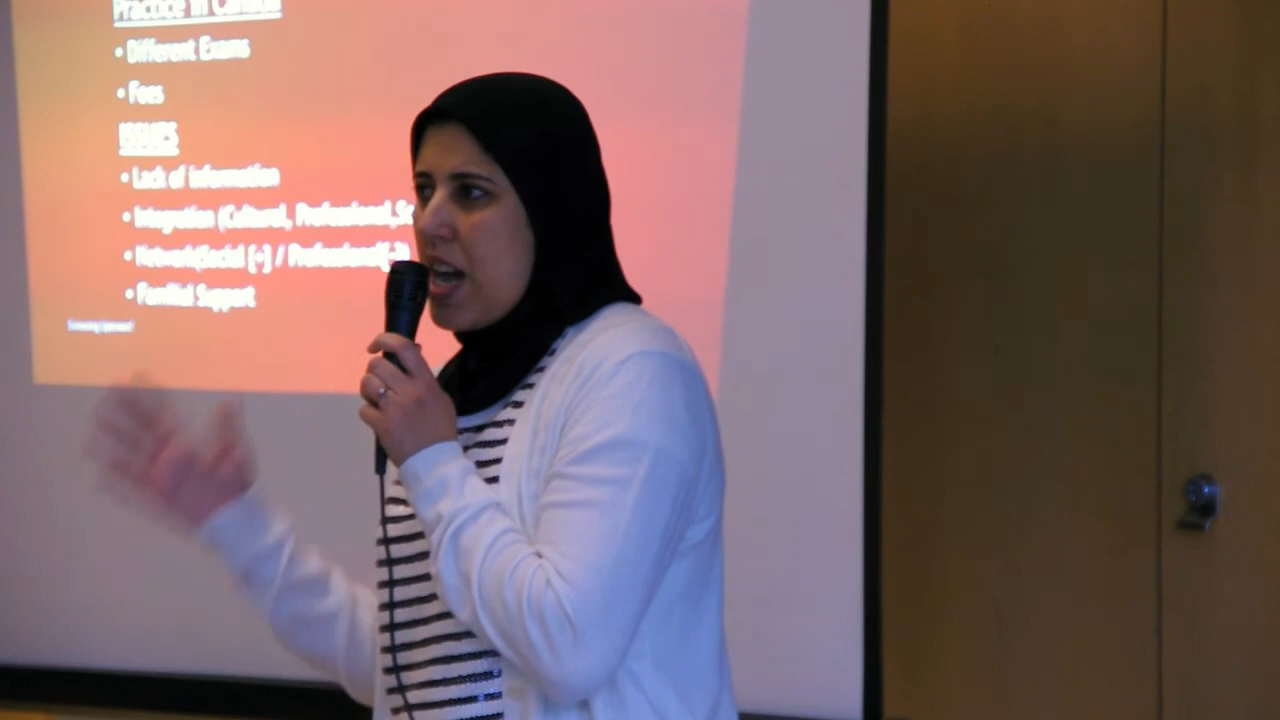 Practice in Canada
• Different Exams
• Fees
ISSUES
• Lack of information
• Integration (Cultural, Professional,
• Network(Social [-] / Professional[-])
• Familial Support